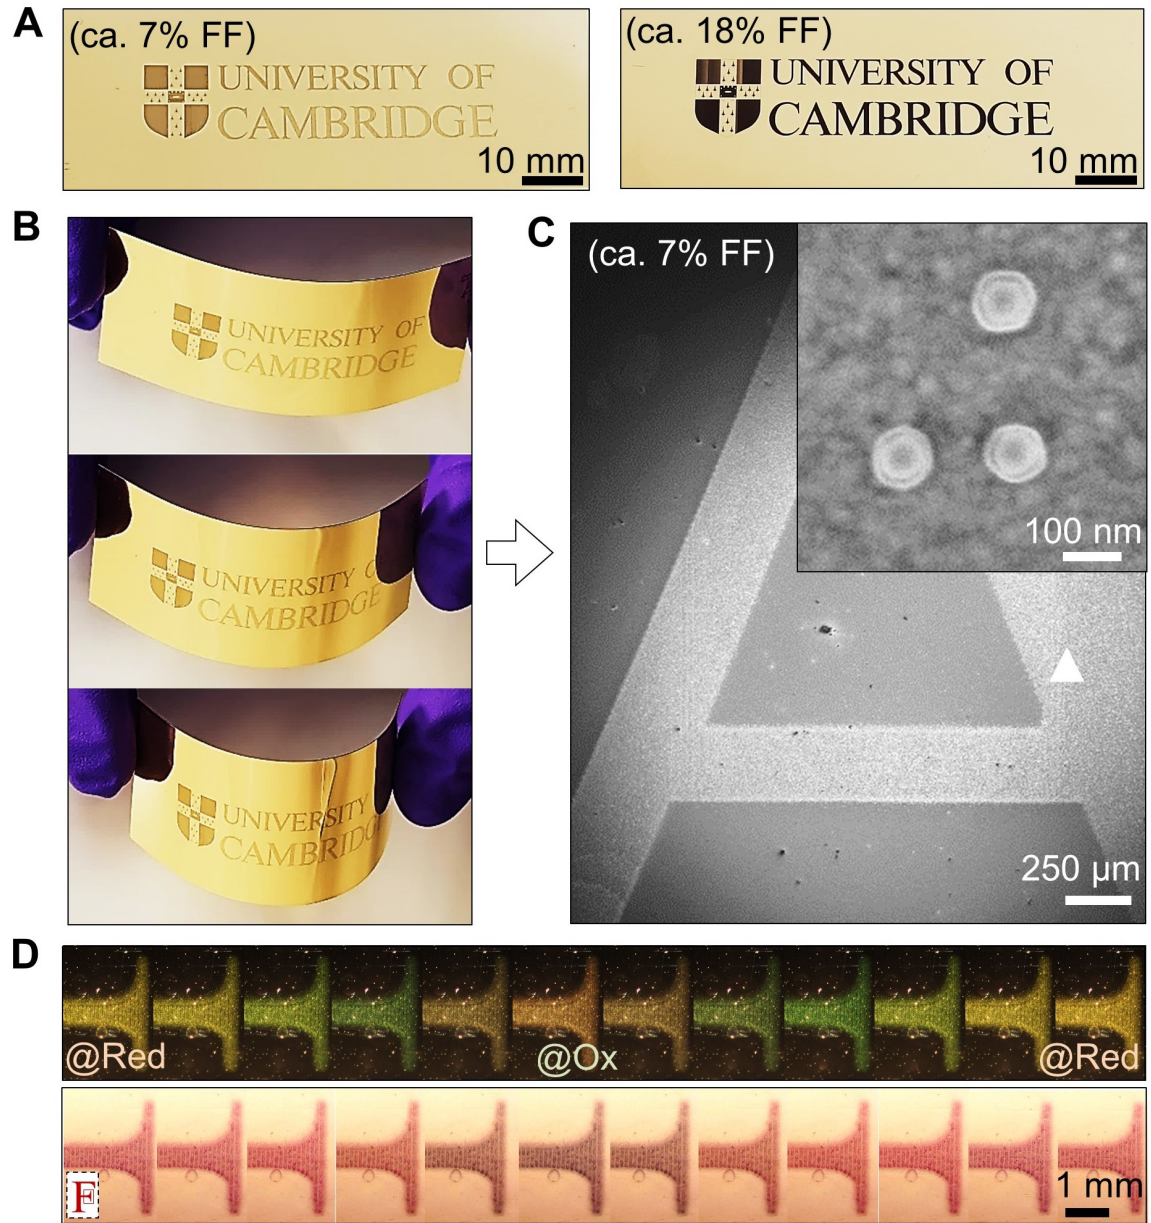 A
(ca. 7% FF)
UNIVERSITY OF
CAMBRIDGE
10 mm
(ca. 18% FF)
UNIVERSITY OF
CAMBRIDGE
10 mm
B
UNIVERSITY OF
CAMBRIDGE
UNIVERSITY
CAMBRIDGE
UNIVERSITY
CAMBRIDGE
C
(ca. 7% FF)
100 nm
250 µm
D
@Red
@Ox
@Red
F
1 mm